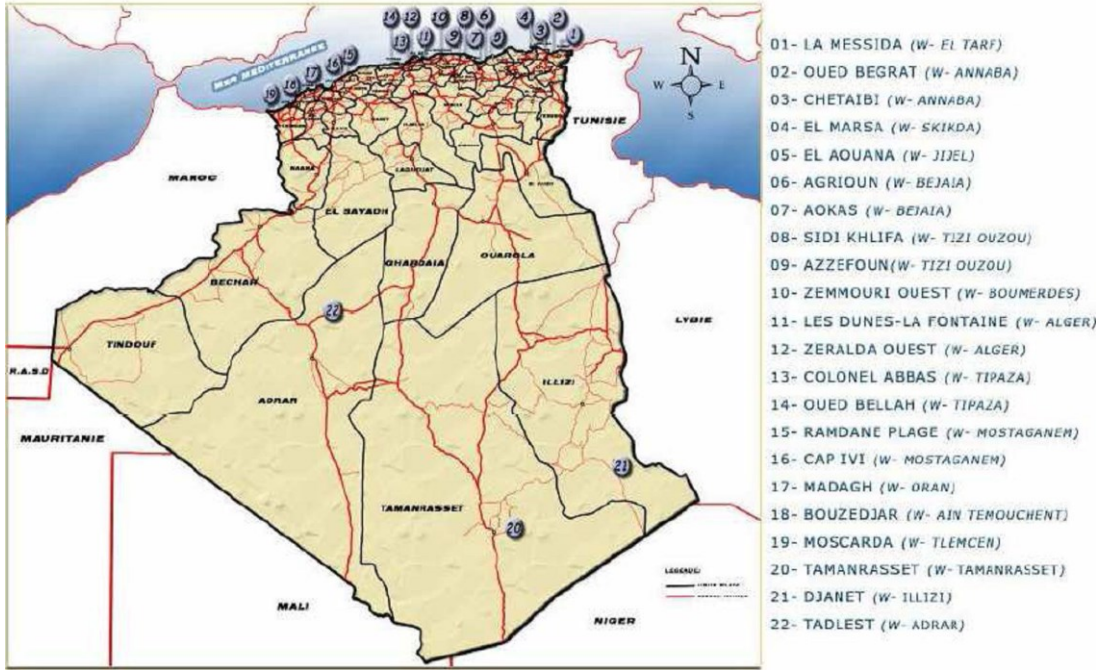 14 12 10 8 6 4 2
13 11 9 7 5 3 1
MER MEDITERRANEE
19 18 17 16 15
N
W E
S
TUNISIE
MAROC
NAAMA
LAGHOUAT
EL OUED
EL BAYADH
GHARDAIA
OUARGLA
BECHAR
22
LYBIE
TINDOUF
R.A.S.D
ILLIZI
ADRAR
MAURITANIE
21
TAMANRASSET
20
MALI
NIGER
01- LA MESSIDA (W- EL TARF)
02- OUED BEGRAT (W- ANNABA)
03- CHETAIBI (W- ANNABA)
04- EL MARSA (W- SKIKDA)
05- EL AOUANA (W- JIJEL)
06- AGRIOUN (W- BEJAIA)
07- AOKAS (W- BEJAIA)
08- SIDI KHLIFA (W- TIZI OUZOU)
09- AZZEFOUN(W- TIZI OUZOU)
10- ZEMMOURI OUEST (W- BOUMERDES)
11- LES DUNES-LA FONTAINE (W- ALGER)
12- ZERALDA OUEST (W- ALGER)
13- COLONEL ABBAS (W- TIPAZA)
14- OUED BELLAH (W- TIPAZA)
15- RAMDANE PLAGE (W- MOSTAGANEM)
16- CAP IVI (W- MOSTAGANEM)
17- MADAGH (W- ORAN)
18- BOUZEDJAR (W- AIN TEMOUCHENT)
19- MOSCARDA (W- TLEMCEN)
20- TAMANRASSET (W- TAMANRASSET)
21- DJANET (W- ILLIZI)
22- TADLEST (W- ADRAR)